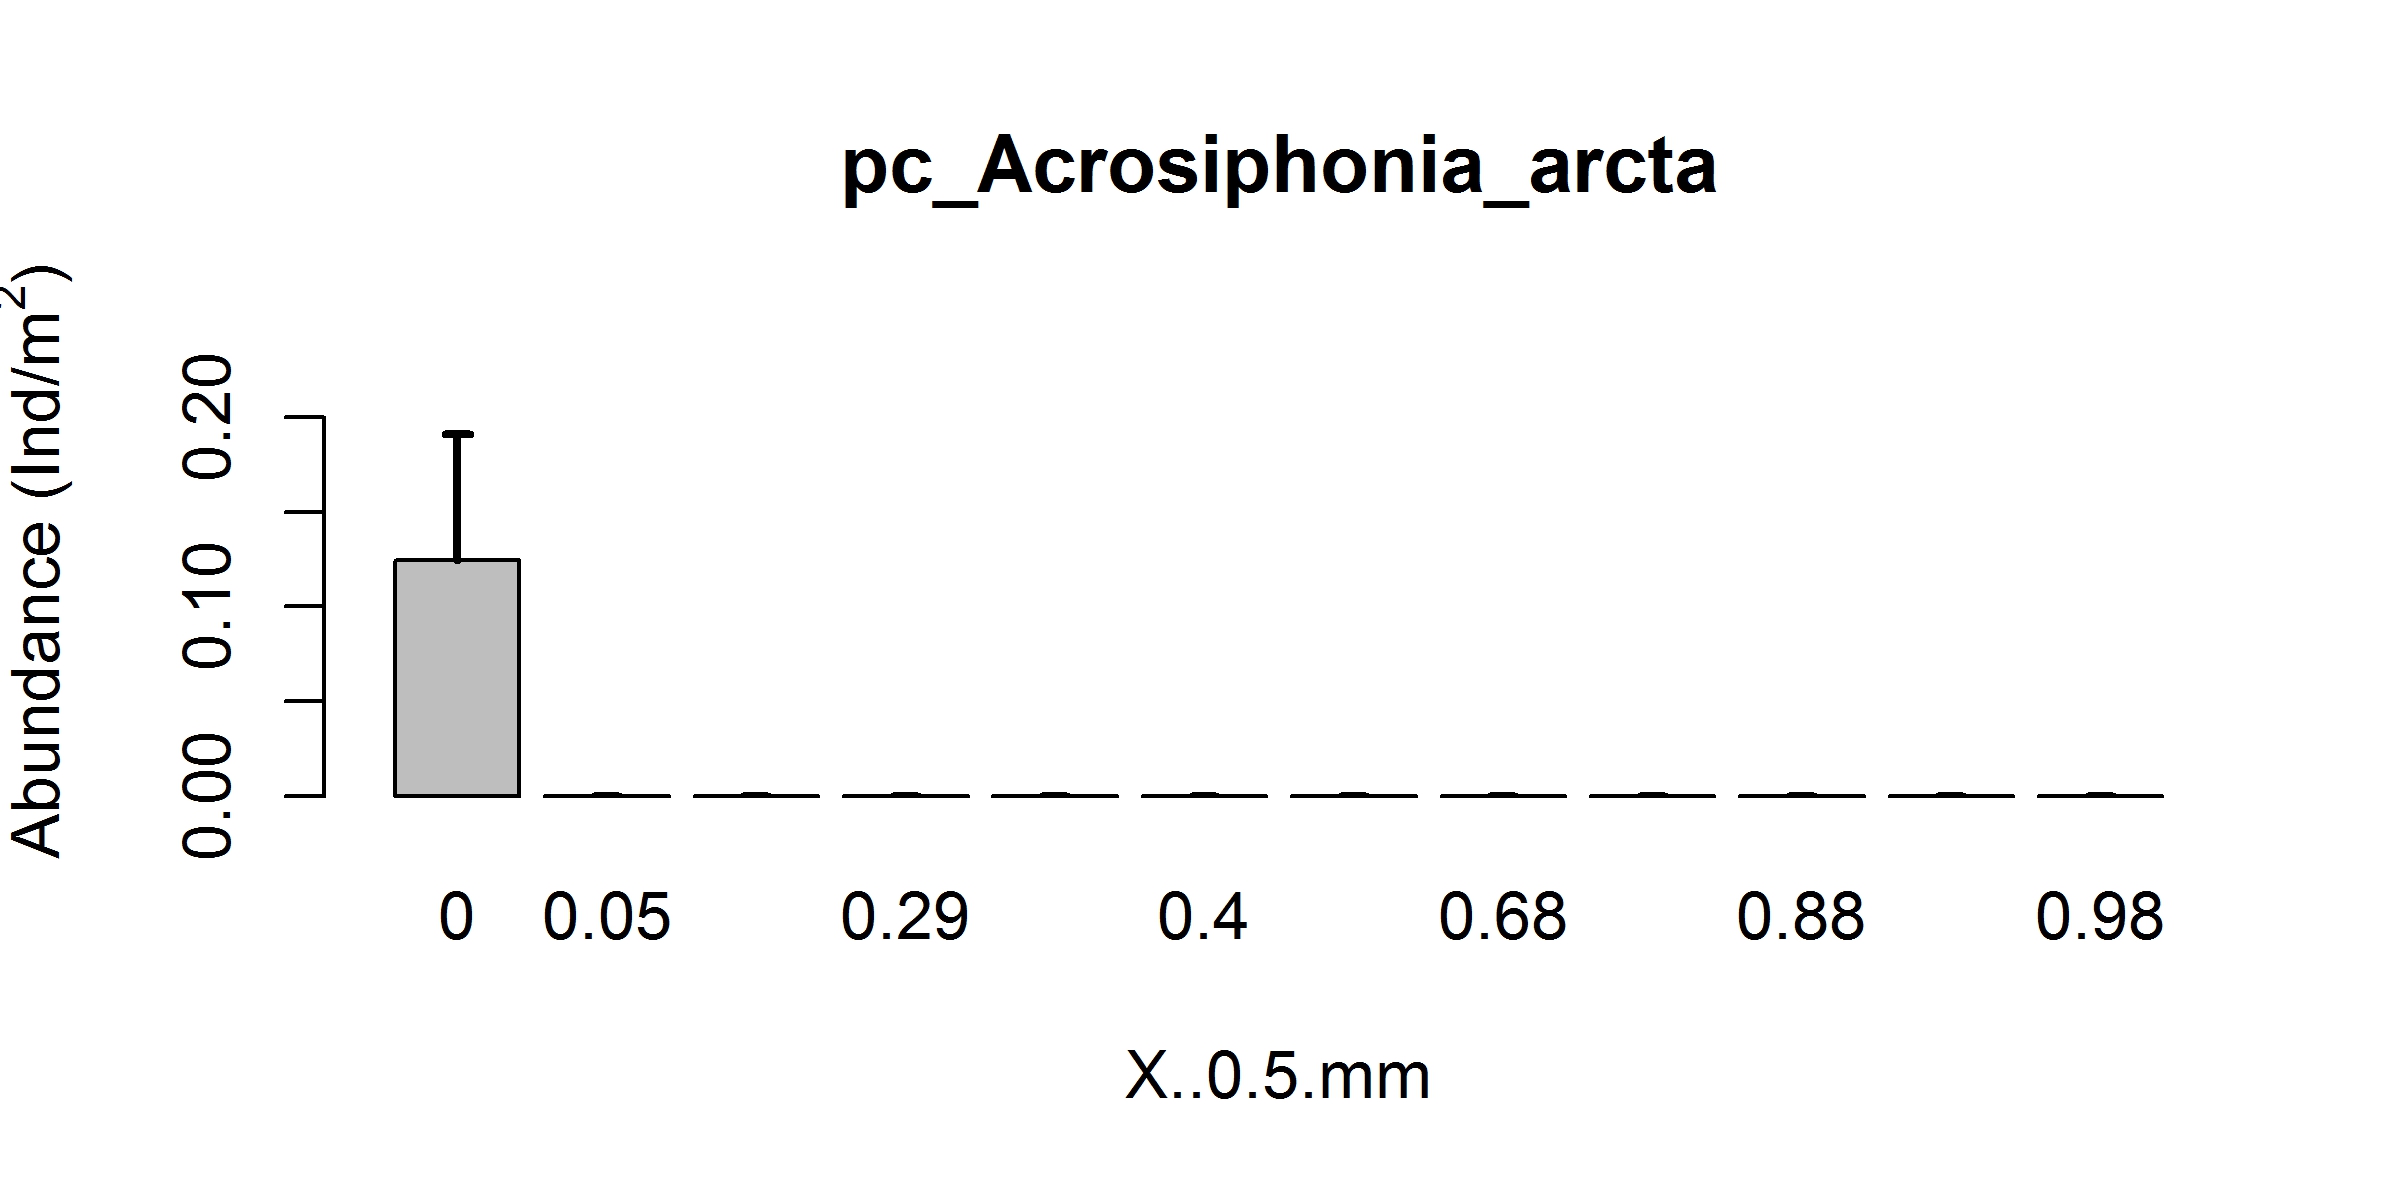 pc_Acrosiphonia_arcta
Abundance (Ind/m²)
0.20
0.10
0.00
0 0.05 0.29 0.4 0.68 0.88 0.98
X..0.5.mm